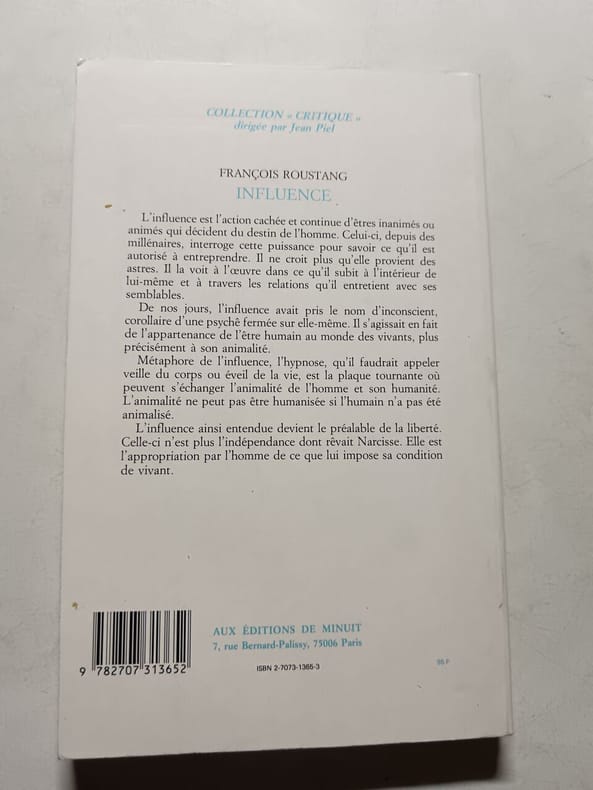 COLLECTION « CRITIQUE »
dirigée par Jean Piel
FRANÇOIS ROUSTANG
INFLUENCE
L'influence est l'action cachée et continue d'êtres inanimés ou
animés qui décident du destin de l'homme. Celui-ci, depuis des
millénaires, interroge cette puissance pour savoir ce qu'il est
autorisé à entreprendre. Il ne croit plus qu'elle provient des
astres. Il la voit à l'œuvre dans ce qu'il subit à l'intérieur de
lui-même et à travers les relations qu'il entretient avec ses
semblables.
De nos jours, l'influence avait pris le nom d'inconscient,
corollaire d'une psychê fermée sur elle-même. Il s'agissait en fait
de l'appartenance de l'être humain au monde des vivants, plus
précisément à son animalité.
Métaphore de l'influence, l'hypnose, qu'il faudrait appeler
veille du corps ou éveil de la vie, est la plaque tournante où
peuvent s'échanger l'animalité de l'homme et son humanité.
L'animalité ne peut pas être humanisée si l'humain n'a pas été
animalisé.
L'influence ainsi entendue devient le préalable de la liberté.
Celle-ci n'est plus l'indépendance dont rêvait Narcisse. Elle est
l'appropriation par l'homme de ce que lui impose sa condition
de vivant.
9 782707 313652
AUX ÉDITIONS DE MINUIT
7, rue Bernard-Palissy, 75006 Paris
ISBN 2-7073-1365-3